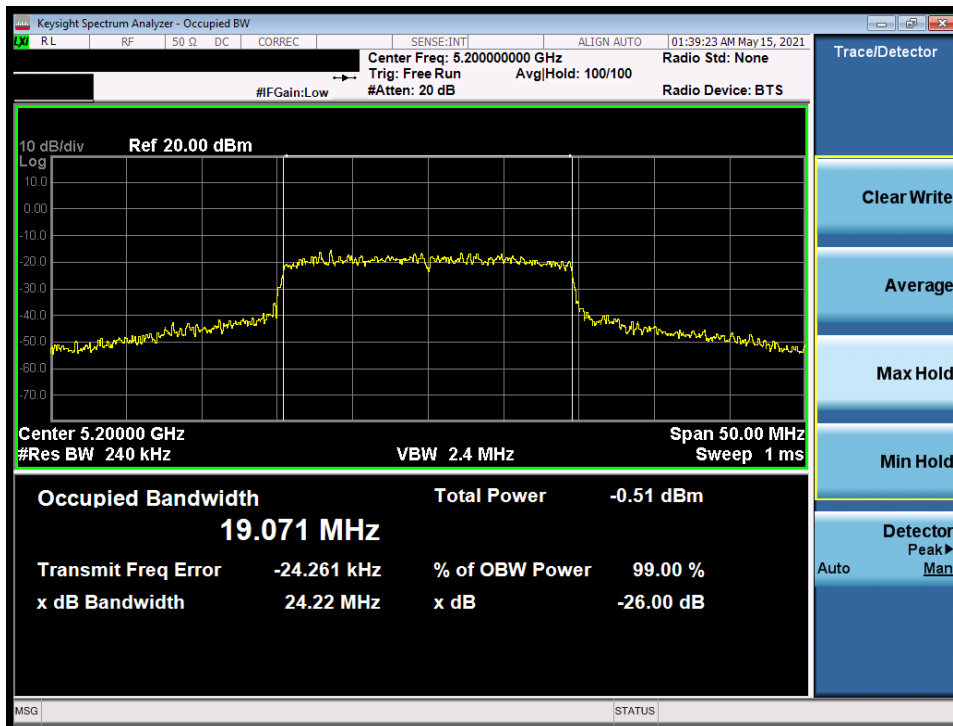 Keysight Spectrum Analyzer - Occupied BW
LXI RL RF 50 Ω DC CORREC SENSE:INT ALIGN AUTO 01:39:23 AM May 15, 2021
Center Freq: 5.200000000 GHz Radio Std: None
Trig: Free Run Avg|Hold: 100/100
#IFGain:Low #Atten: 20 dB Radio Device: BTS
10 dB/div Ref 20.00 dBm
Log
10.0
0.00
-10.0
-20.0
-30.0
-40.0
-50.0
-60.0
-70.0
Center 5.20000 GHz Span 50.00 MHz
#Res BW 240 kHz VBW 2.4 MHz Sweep 1 ms
Occupied Bandwidth Total Power -0.51 dBm
19.071 MHz
Transmit Freq Error -24.261 kHz % of OBW Power 99.00 %
x dB Bandwidth 24.22 MHz x dB -26.00 dB
MSG STATUS
Trace/Detector
Clear Write
Average
Max Hold
Min Hold
Detector
Peak▶
Auto Man